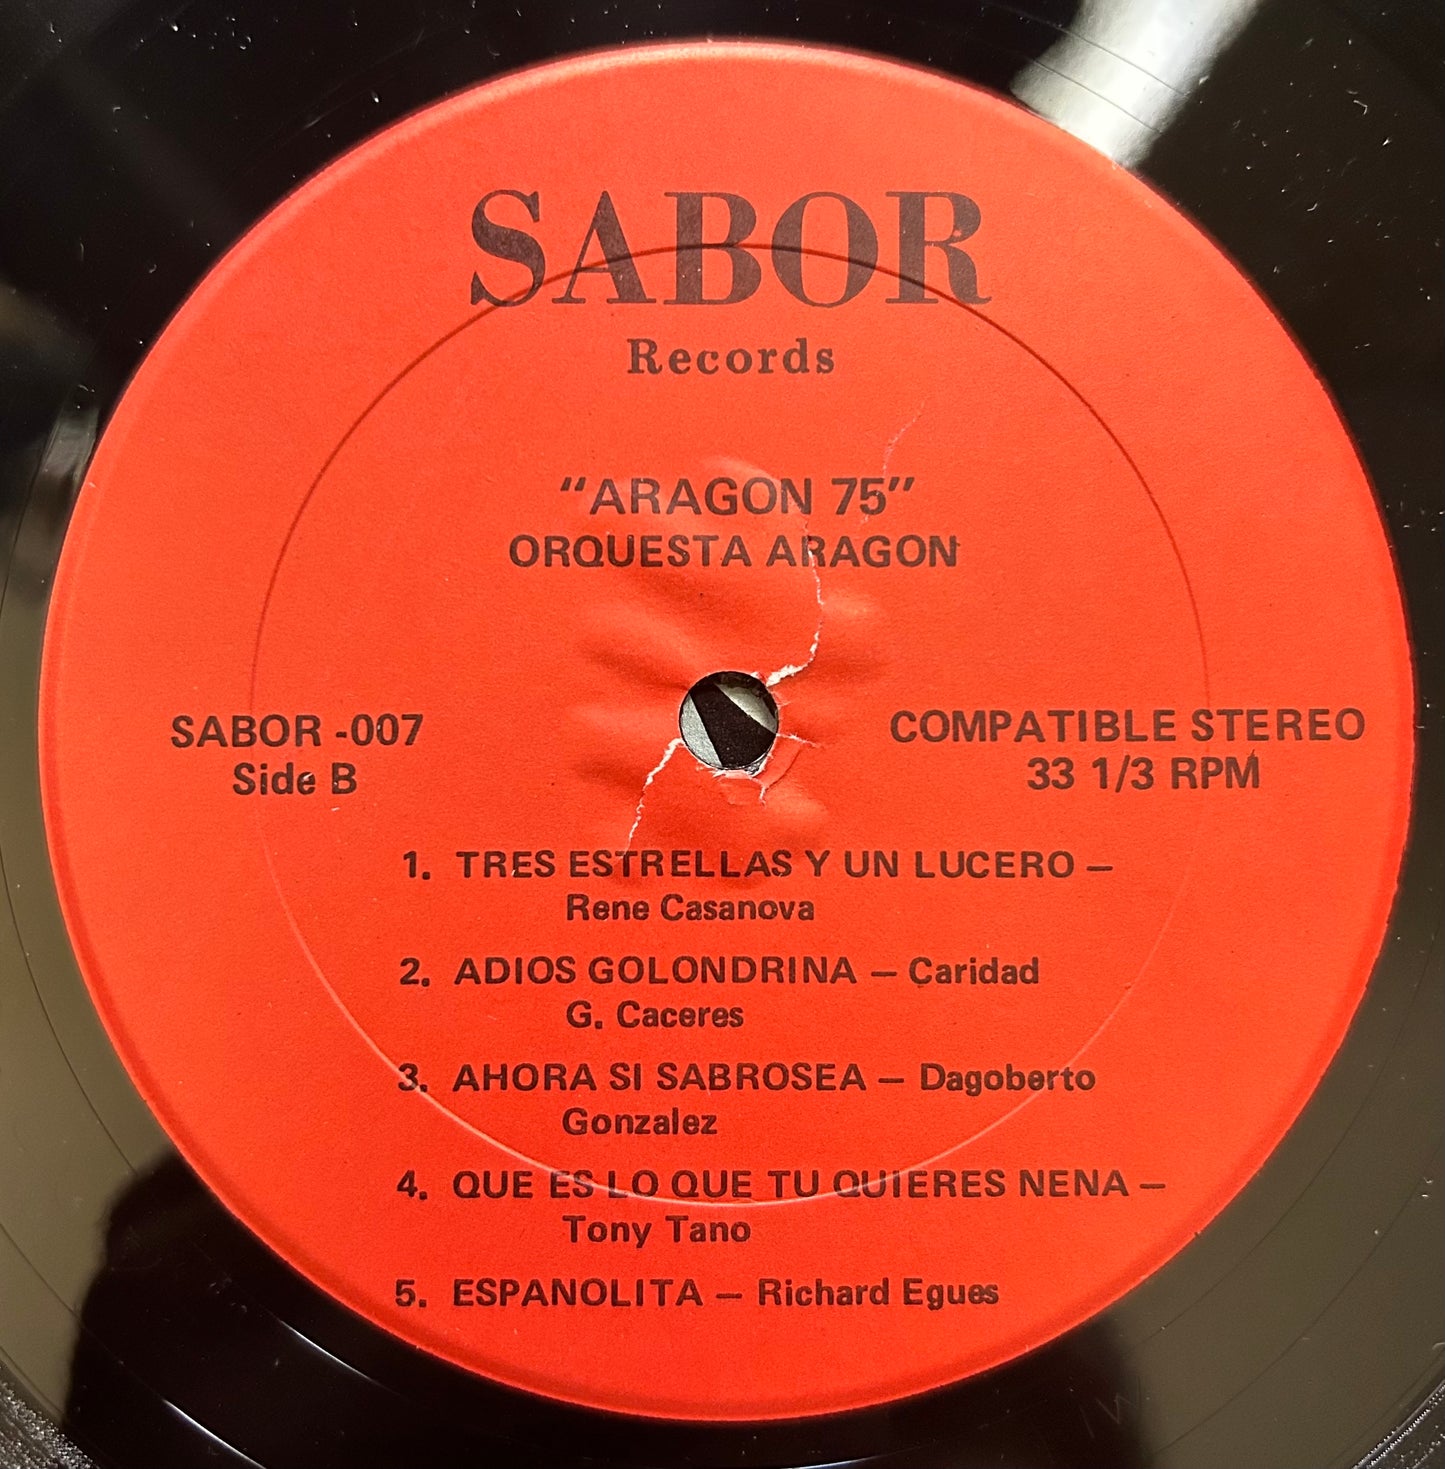 SABOR
Records
"ARAGON 75"
ORQUESTA ARAGON
SABOR -007
Side B
COMPATIBLE STEREO
33 1/3 RPM
1. TRES ESTRELLAS Y UN LUCERO —
Rene Casanova
2. ADIOS GOLONDRINA — Caridad
G. Caceres
3. AHORA SI SABROSEA — Dagoberto
Gonzalez
4. QUE ES LO QUE TU QUIERES NENA —
Tony Tano
5. ESPANOLITA — Richard Egues